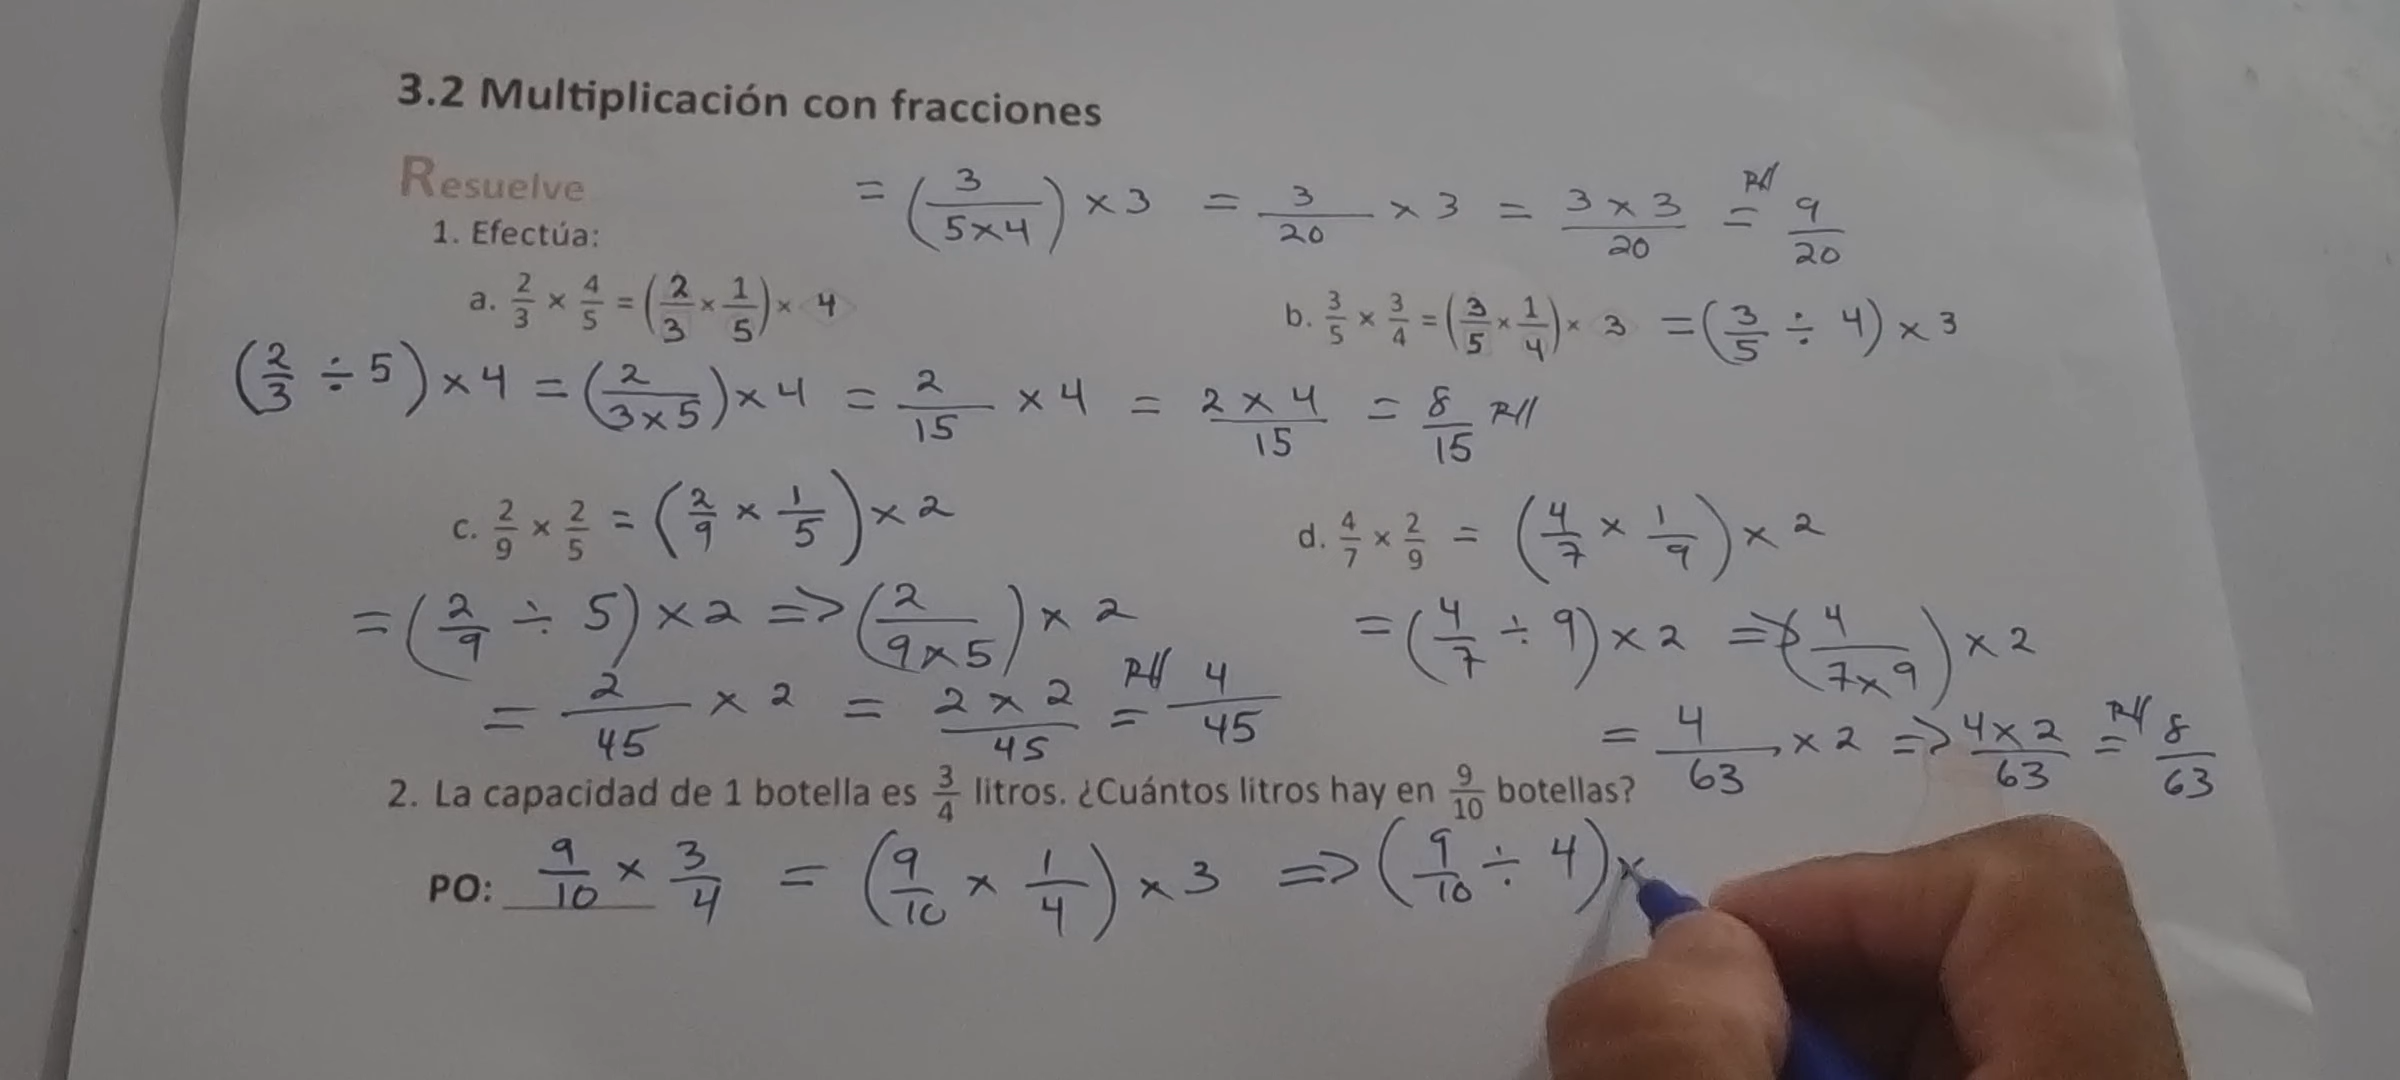 3.2 Multiplicación con fracciones
Resuelve
1. Efectúa:
= (3/(5×4)) × 3 = 3/20 × 3 = (3×3)/20 = R// 9/20
a. 2/3 × 4/5 = (2/3 × 1/5) × 4
b. 3/5 × 3/4 = (3/5 × 1/4) × 3 = (3/5 ÷ 4) × 3
(2/3 ÷ 5) × 4 = (2/(3×5)) × 4 = 2/15 × 4 = (2×4)/15 = 8/15 R//
c. 2/9 × 2/5 = (2/9 × 1/5) × 2
= (2/9 ÷ 5) × 2 => (2/(9×5)) × 2
= 2/45 × 2 = (2×2)/45 = R// 4/45
d. 4/7 × 2/9 = (4/7 × 1/9) × 2
= (4/7 ÷ 9) × 2 => (4/(7×9)) × 2
= 4/63 × 2 => (4×2)/63 = R// 8/63
2. La capacidad de 1 botella es 3/4 litros. ¿Cuántos litros hay en 9/10 botellas?
PO: 9/10 × 3/4 = (9/10 × 1/4) × 3 => (9/10 ÷ 4) ×